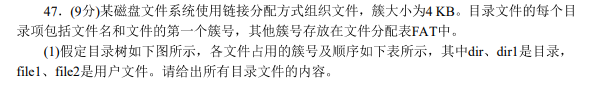 47．(9分)某磁盘文件系统使用链接分配方式组织文件，簇大小为4 KB。目录文件的每个目
录项包括文件名和文件的第一个簇号，其他簇号存放在文件分配表FAT中。
(1)假定目录树如下图所示，各文件占用的簇号及顺序如下表所示，其中dir、dir1是目录，
file1、file2是用户文件。请给出所有目录文件的内容。